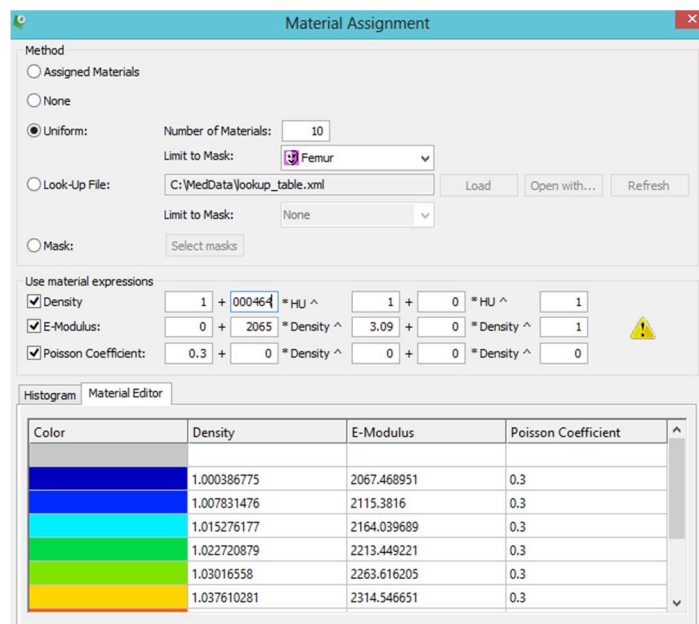 Material Assignment
Method
Assigned Materials
None
Uniform: Number of Materials: 10
Limit to Mask: Femur
Look-Up File: C:\MedData\lookup_table.xml Load Open with... Refresh
Limit to Mask: None
Mask: Select masks
Use material expressions
Density 1 + 000464 * HU ^ 1 + 0 * HU ^ 1
E-Modulus: 0 + 2065 * Density ^ 3.09 + 0 * Density ^ 1
Poisson Coefficient: 0.3 + 0 * Density ^ 0 + 0 * Density ^ 0
Histogram Material Editor
Color Density E-Modulus Poisson Coefficient
1.000386775 2067.468951 0.3
1.007831476 2115.3816 0.3
1.015276177 2164.039689 0.3
1.022720879 2213.449221 0.3
1.03016558 2263.616205 0.3
1.037610281 2314.546651 0.3